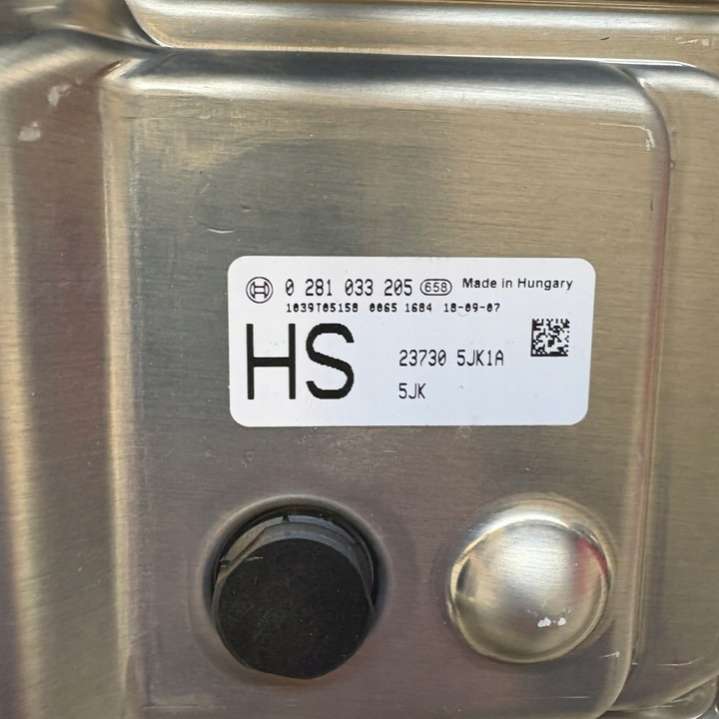 0 281 033 205 658 Made in Hungary
1039T05158 0065 1684 18-09-07
HS
23730 5JK1A
5JK